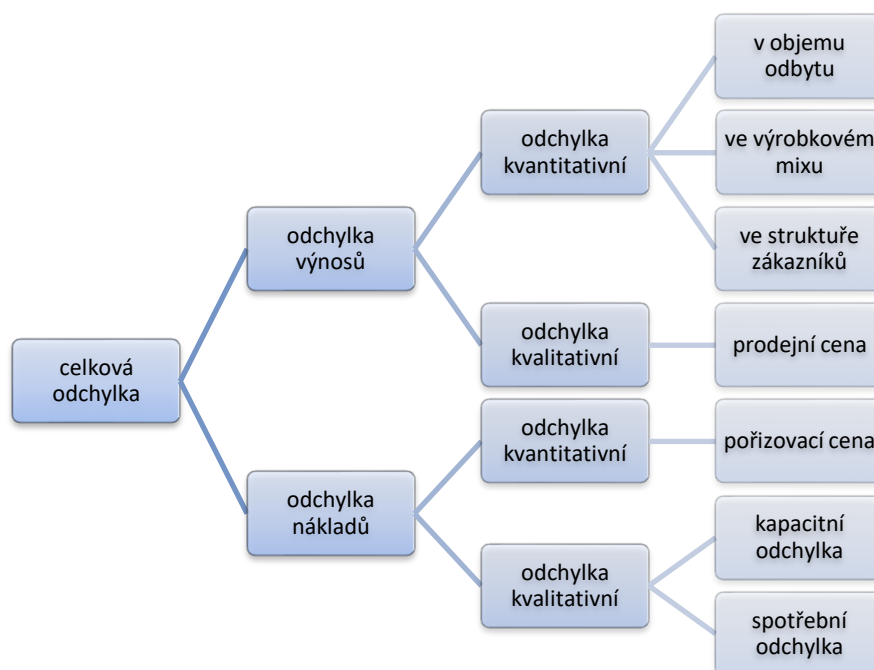 celková
odchylka
odchylka
výnosů
odchylka
kvantitativní
v objemu
odbytu
ve výrobkovém
mixu
ve struktuře
zákazníků
odchylka
kvalitativní
prodejní cena
odchylka
nákladů
odchylka
kvantitativní
pořizovací cena
odchylka
kvalitativní
kapacitní
odchylka
spotřební
odchylka